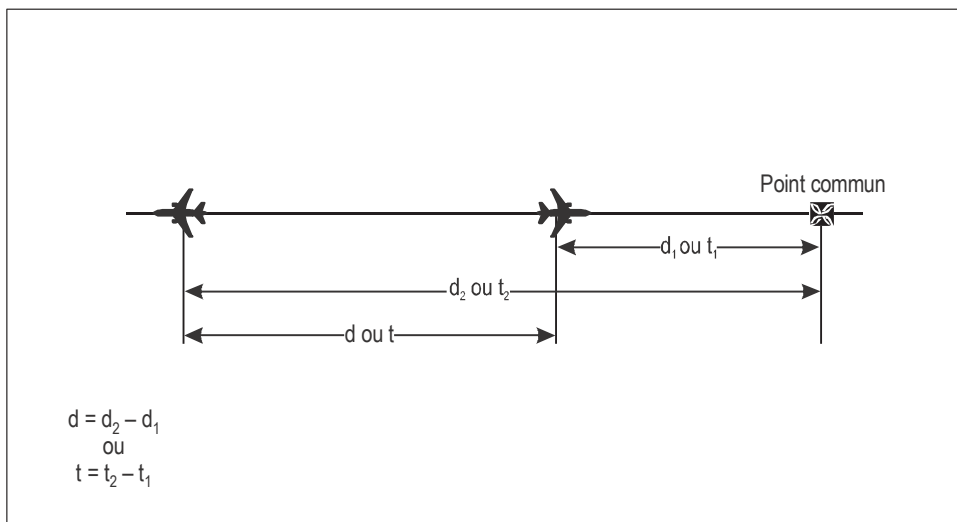 Point commun
d₁ ou t₁
d₂ ou t₂
d ou t
d = d₂ – d₁
ou
t = t₂ – t₁